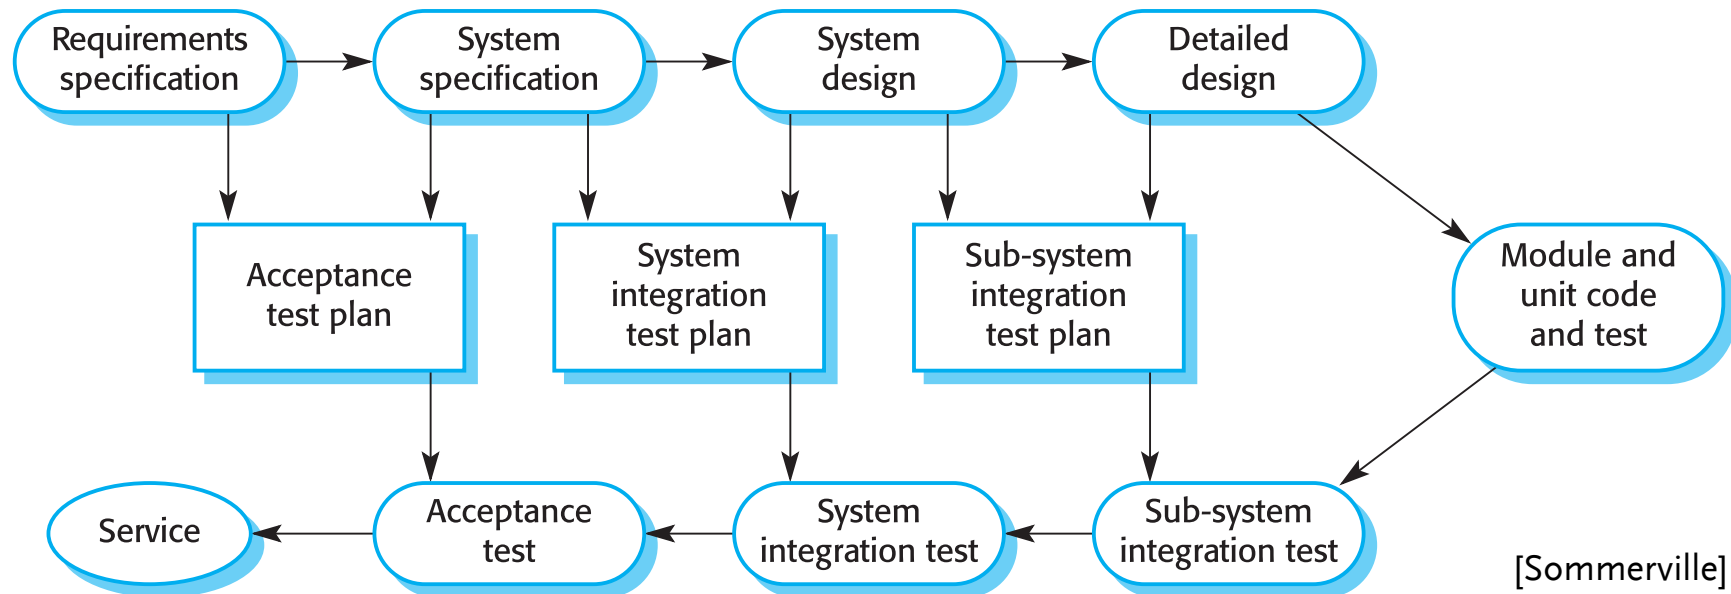 Requirements
specification
System
specification
System
design
Detailed
design
Acceptance
test plan
System
integration
test plan
Sub-system
integration
test plan
Module and
unit code
and test
Service
Acceptance
test
System
integration test
Sub-system
integration test
[Sommerville]